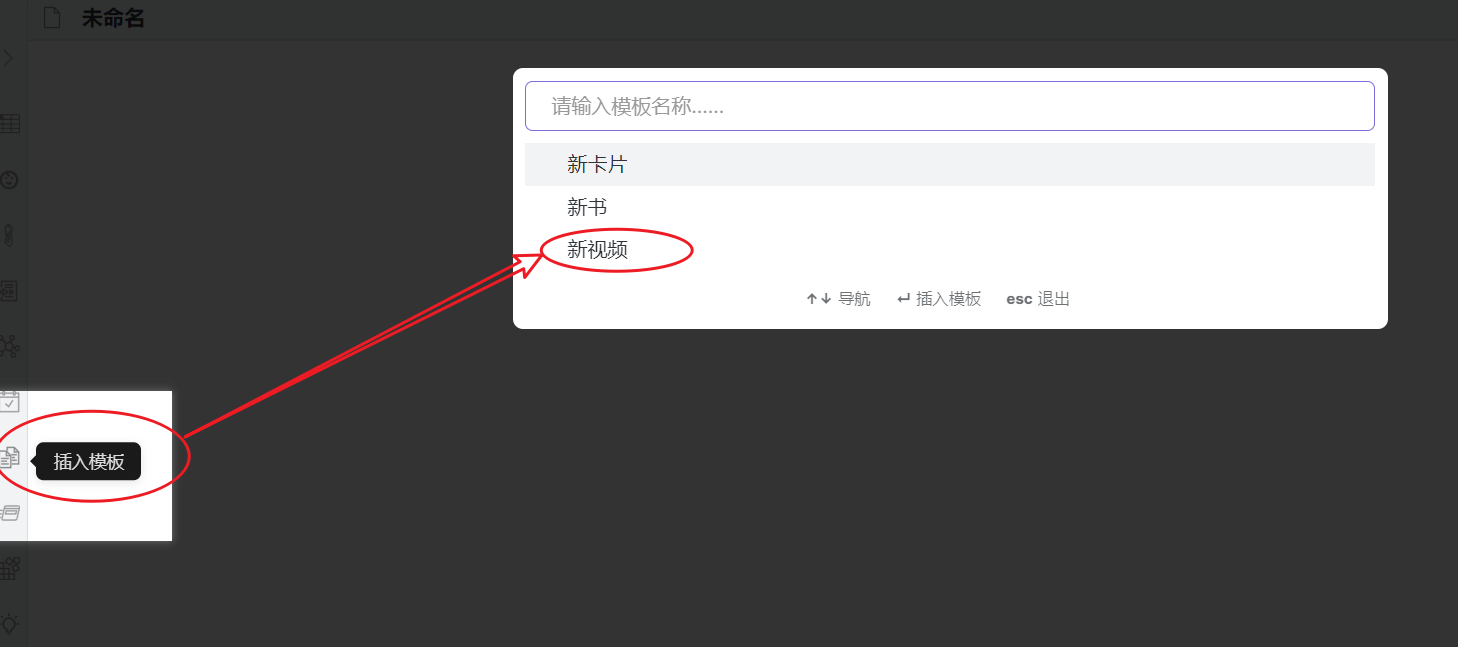 未命名
请输入模板名称......
新卡片
新书
新视频
↑↓ 导航 ↵ 插入模板 esc 退出
插入模板